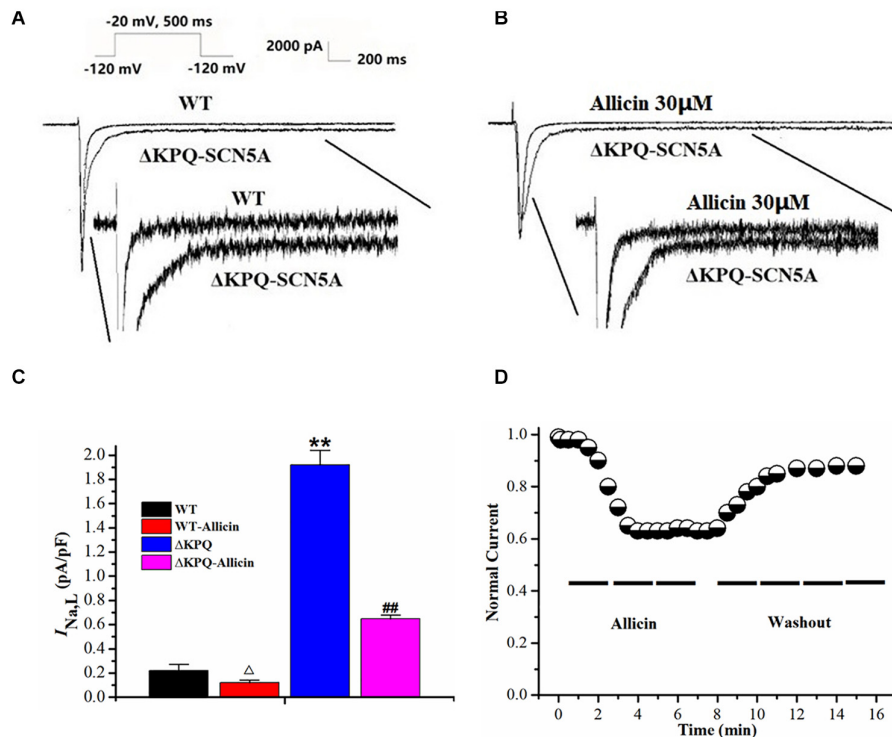 A
-20 mV, 500 ms
-120 mV
-120 mV
2000 pA
200 ms
WT
ΔKPQ-SCN5A
WT
ΔKPQ-SCN5A
B
Allicin 30μM
ΔKPQ-SCN5A
Allicin 30μM
ΔKPQ-SCN5A
C
I Na,L (pA/pF)
2.0
1.8
1.6
1.4
1.2
1.0
0.8
0.6
0.4
0.2
0.0
WT
WT-Allicin
ΔKPQ
ΔKPQ-Allicin
△
**
##
D
Normal Current
1.0
0.8
0.6
0.4
0.2
0.0
Allicin
Washout
0 2 4 6 8 10 12 14 16
Time (min)